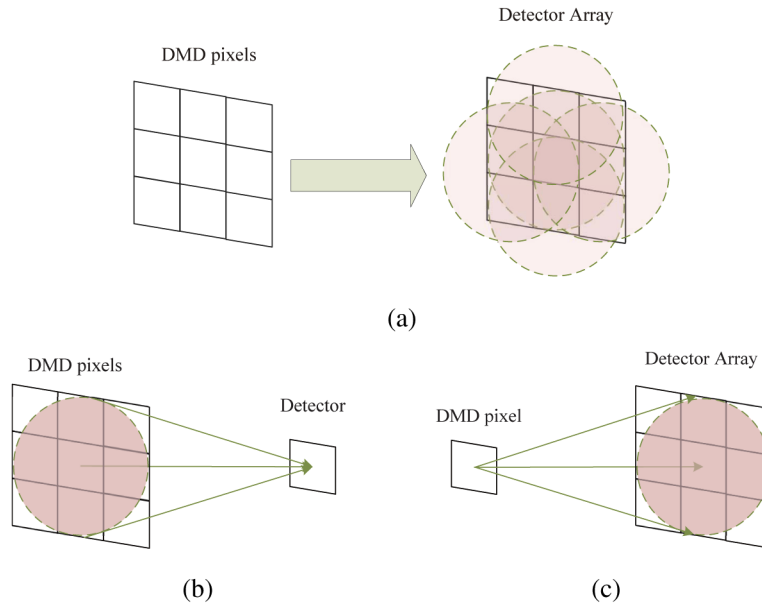 Detector Array
DMD pixels
(a)
DMD pixels
Detector
DMD pixel
Detector Array
(b)
(c)